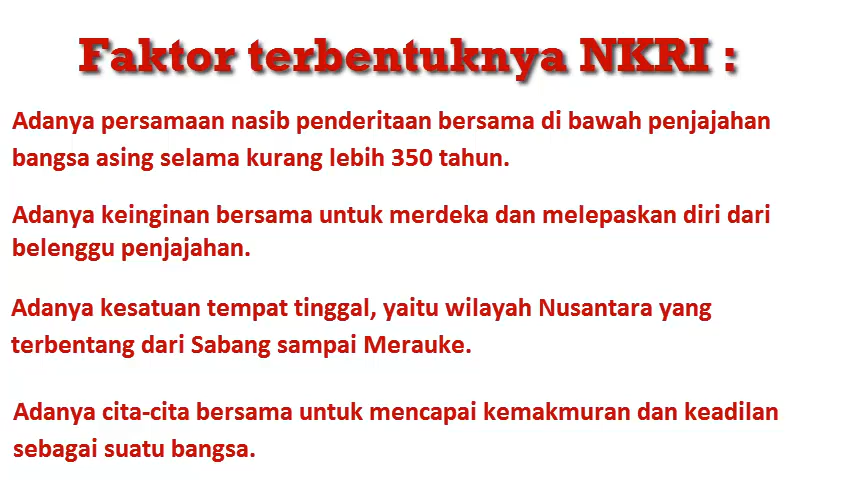 Faktor terbentuknya NKRI :
Adanya persamaan nasib penderitaan bersama di bawah penjajahan
bangsa asing selama kurang lebih 350 tahun.
Adanya keinginan bersama untuk merdeka dan melepaskan diri dari
belenggu penjajahan.
Adanya kesatuan tempat tinggal, yaitu wilayah Nusantara yang
terbentang dari Sabang sampai Merauke.
Adanya cita-cita bersama untuk mencapai kemakmuran dan keadilan
sebagai suatu bangsa.